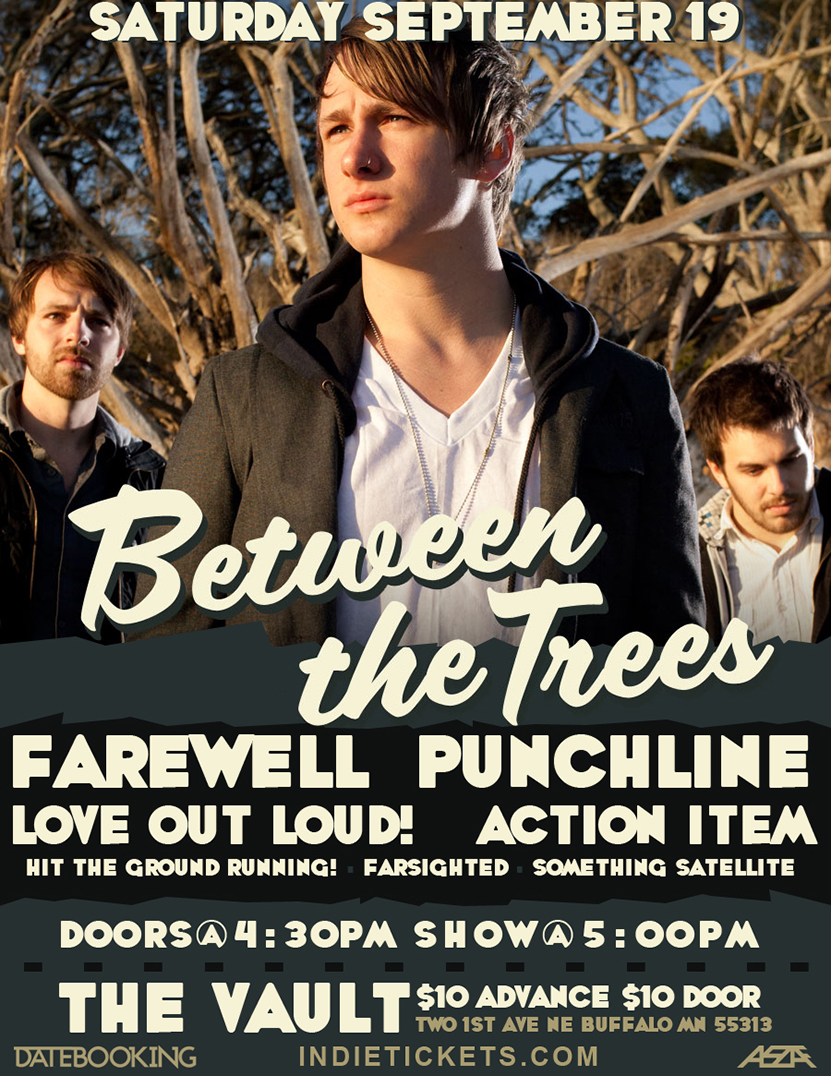 SATURDAY SEPTEMBER 19
Between
the Trees
FAREWELL PUNCHLINE
LOVE OUT LOUD! ACTION ITEM
HIT THE GROUND RUNNING! · FARSIGHTED · SOMETHING SATELLITE
DOORS@4:30PM SHOW@5:00PM
THE VAULT $10 ADVANCE $10 DOOR
TWO 1ST AVE NE BUFFALO MN 55313
DATEBOOKING INDIETICKETS.COM